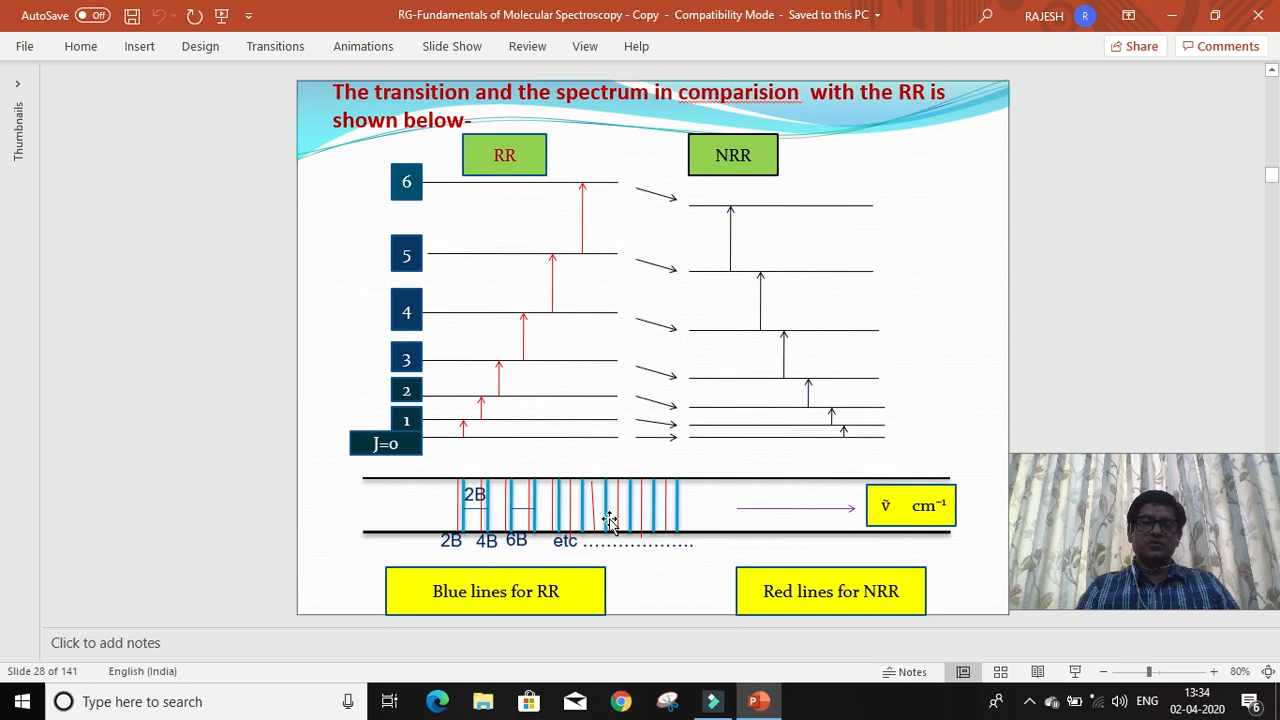 AutoSave Off RG-Fundamentals of Molecular Spectroscopy - Copy - Compatibility Mode - Saved to this PC RAJESH R
File Home Insert Design Transitions Animations Slide Show Review View Help Share Comments
Thumbnails
The transition and the spectrum in comparision with the RR is
shown below-
RR NRR
6
5
4
3
2
1
J=0
2B
ṽ cm⁻¹
2B 4B 6B etc ...................
Blue lines for RR Red lines for NRR
Click to add notes
Slide 28 of 141 English (India) Notes 80%
Type here to search ENG 13:34
02-04-2020 6